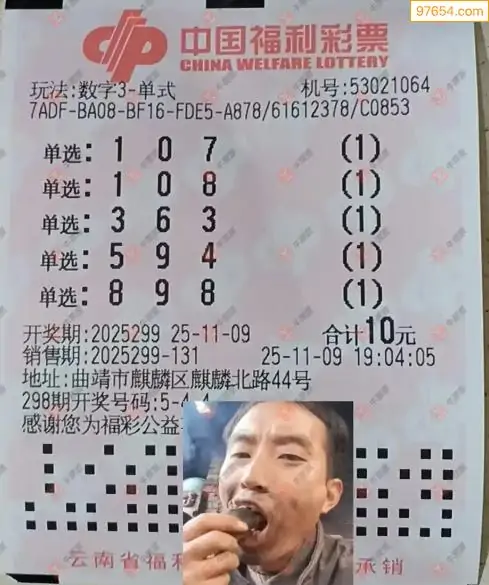 97654.com
中国福利彩票
CHINA WELFARE LOTTERY
玩法:数字3-单式 机号:53021064
7ADF-BA08-BF16-FDE5-A878/61612378/C0853
单选: 1 0 7 (1)
单选: 1 0 8 (1)
单选: 3 6 3 (1)
单选: 5 9 4 (1)
单选: 8 9 8 (1)
开奖期:2025299 25-11-09 合计10元
销售期:2025299-131 25-11-09 19:04:05
地址:曲靖市麒麟区麒麟北路44号
298期开奖号码:5-4-4
感谢您为福彩公益
云南省福利 承销